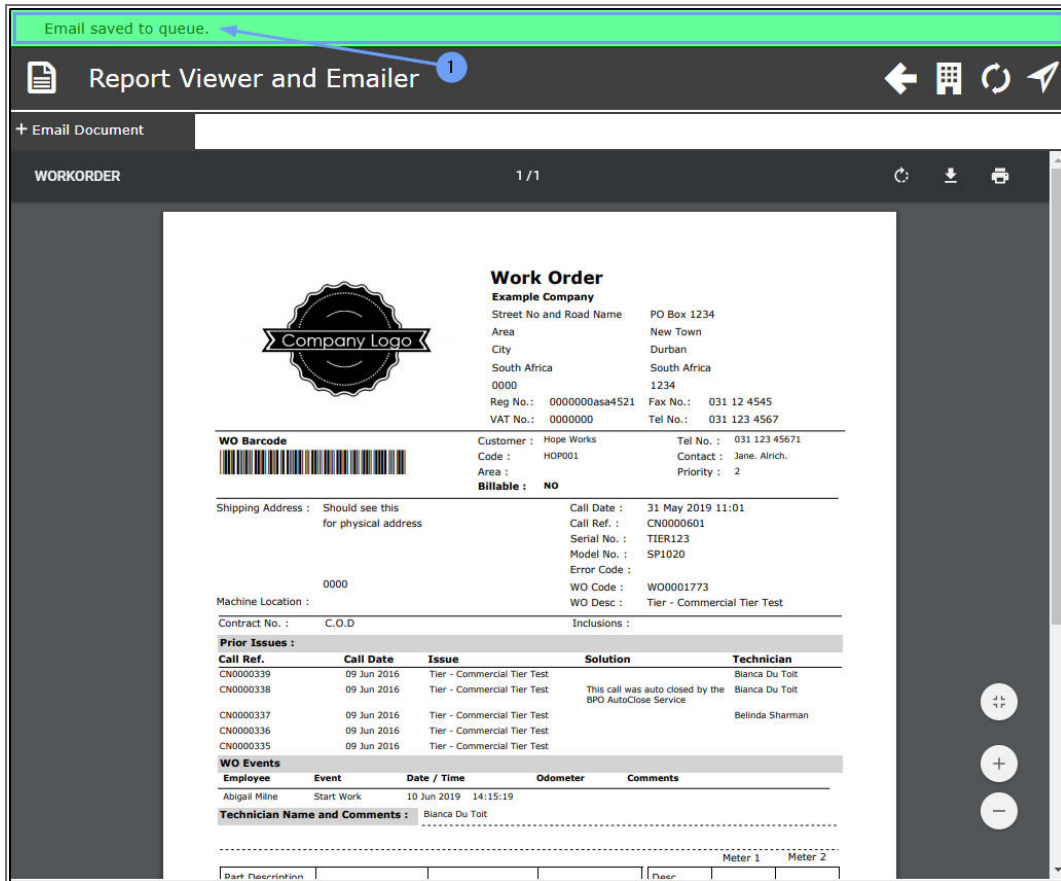 Email saved to queue.
1
Report Viewer and Emailer
+ Email Document
WORKORDER 1 / 1
Work Order
Example Company
Street No and Road Name PO Box 1234
Area New Town
City Durban
South Africa South Africa
0000 1234
Reg No.: 0000000asa4521 Fax No.: 031 12 4545
VAT No.: 0000000 Tel No.: 031 123 4567
Company Logo
WO Barcode Customer : Hope Works Tel No. : 031 123 45671
Code : HOP001 Contact : Jane. Alrich.
Area : Priority : 2
Billable : NO
Shipping Address : Should see this Call Date : 31 May 2019 11:01
for physical address Call Ref. : CN0000601
Serial No. : TIER123
Model No. : SP1020
Error Code :
0000 WO Code : WO0001773
Machine Location : WO Desc : Tier - Commercial Tier Test
Contract No. : C.O.D Inclusions :
Prior Issues :
Call Ref. Call Date Issue Solution Technician
CN0000339 09 Jun 2016 Tier - Commercial Tier Test Bianca Du Toit
CN0000338 09 Jun 2016 Tier - Commercial Tier Test This call was auto closed by the Bianca Du Toit
BPO AutoClose Service
CN0000337 09 Jun 2016 Tier - Commercial Tier Test Belinda Sharman
CN0000336 09 Jun 2016 Tier - Commercial Tier Test
CN0000335 09 Jun 2016 Tier - Commercial Tier Test
WO Events
Employee Event Date / Time Odometer Comments
Abigail Milne Start Work 10 Jun 2019 14:15:19
Technician Name and Comments : Bianca Du Toit
Meter 1 Meter 2
Part Description Desc